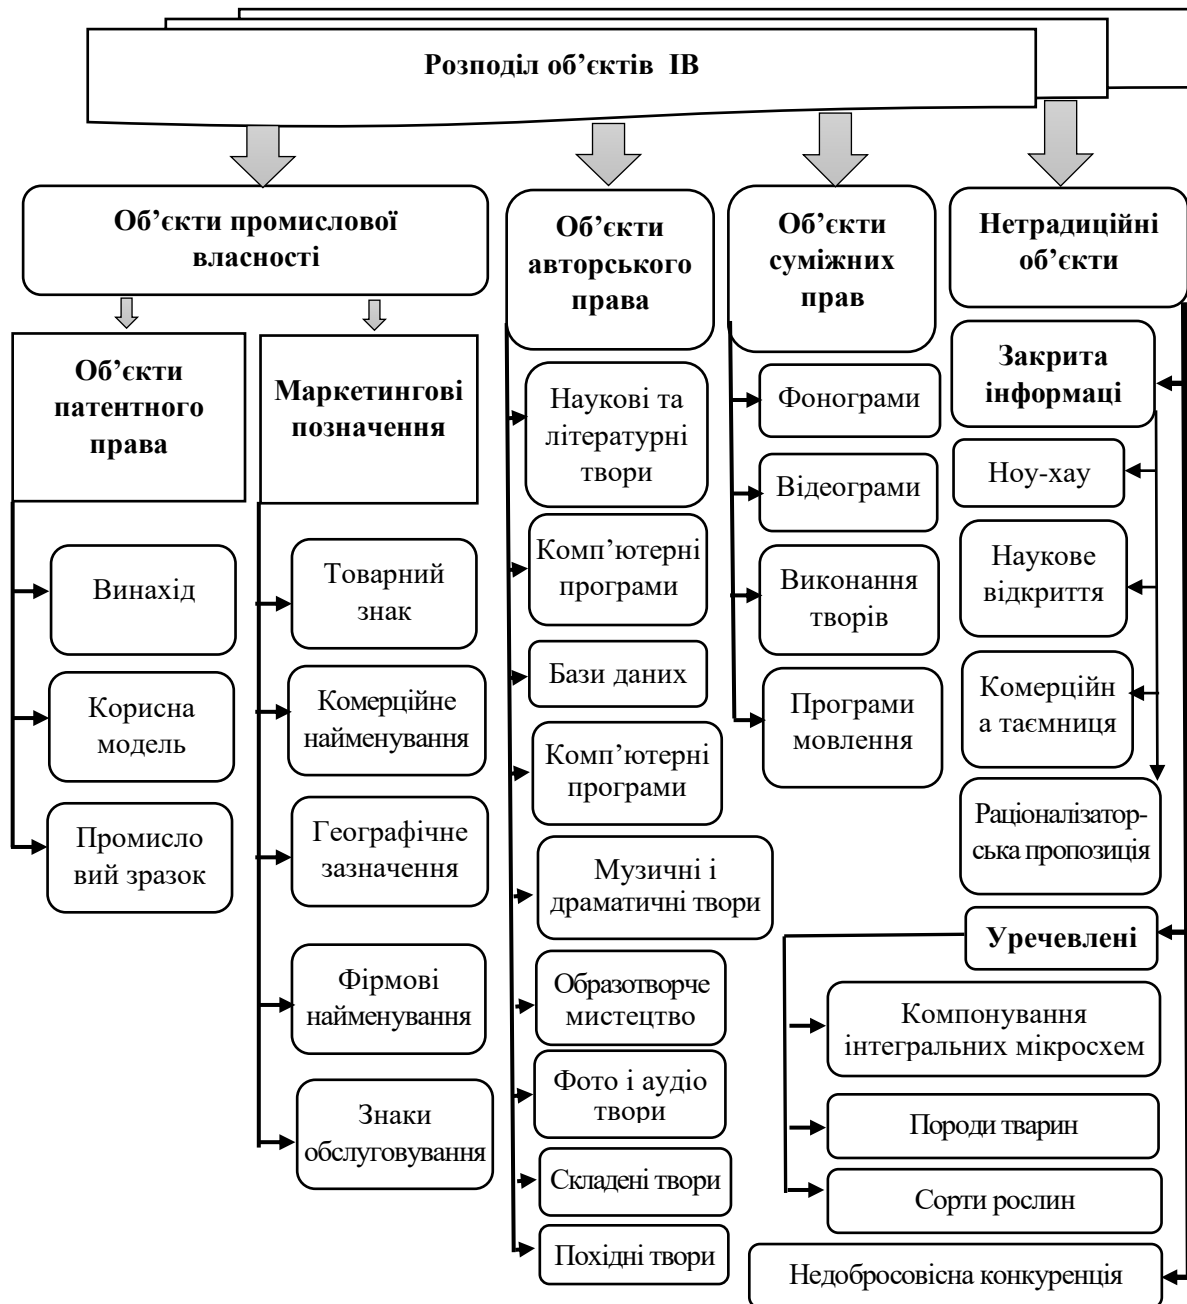 Розподіл об’єктів ІВ
Об’єкти промислової
власності
Об’єкти
патентного
права
Винахід
Корисна
модель
Промисло
вий зразок
Маркетингові
позначення
Товарний
знак
Комерційне
найменування
Географічне
зазначення
Фірмові
найменування
Знаки
обслуговування
Об’єкти
авторського
права
Наукові та
літературні
твори
Комп’ютерні
програми
Бази даних
Комп’ютерні
програми
Музичні і
драматичні твори
Образотворче
мистецтво
Фото і аудіо
твори
Складені твори
Похідні твори
Об’єкти
суміжних
прав
Фонограми
Відеограми
Виконання
творів
Програми
мовлення
Нетрадиційні
об’єкти
Закрита
інформаці
Ноу-хау
Наукове
відкриття
Комерційн
а таємниця
Раціоналізатор-
ська пропозиція
Уречевлені
Компонування
інтегральних мікросхем
Породи тварин
Сорти рослин
Недобросовісна конкуренція